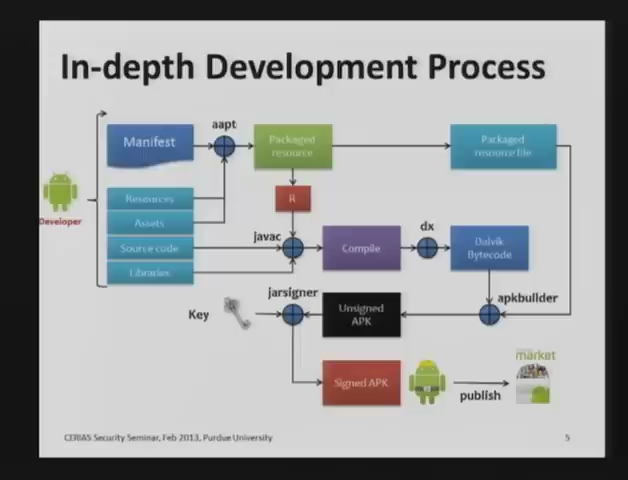 In-depth Development Process
aapt
Manifest
Packaged
resource
Packaged
resource file
Resources
R
Developer
Assets
javac
dx
Source code
Compile
Dalvik
Bytecode
Libraries
jarsigner
apkbuilder
Key
Unsigned
APK
market
Signed APK
publish
CERIAS Security Seminar, Feb 2013, Purdue University
5